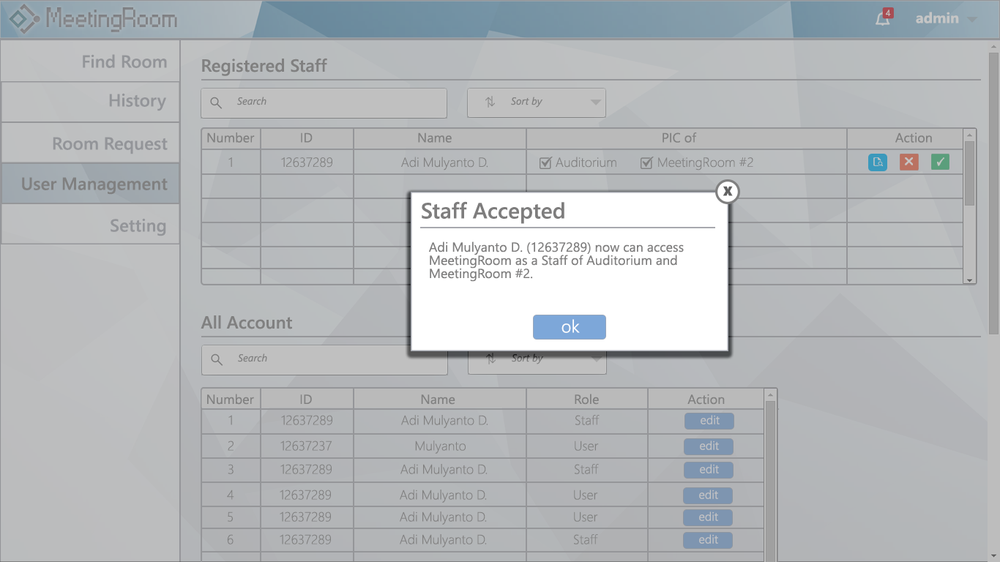 MeetingRoom
4
admin
Find Room
History
Room Request
User Management
Setting
Registered Staff
Search
Sort by
Number ID Name PIC of Action
1 12637289 Adi Mulyanto D. Auditorium MeetingRoom #2
X
Staff Accepted
Adi Mulyanto D. (12637289) now can access
MeetingRoom as a Staff of Auditorium and
MeetingRoom #2.
ok
All Account
Search
Sort by
Number ID Name Role Action
1 12637289 Adi Mulyanto D. Staff edit
2 12637237 Mulyanto User edit
3 12637289 Adi Mulyanto D. Staff edit
4 12637289 Adi Mulyanto D. User edit
5 12637289 Adi Mulyanto D. User edit
6 12637289 Adi Mulyanto D. Staff edit